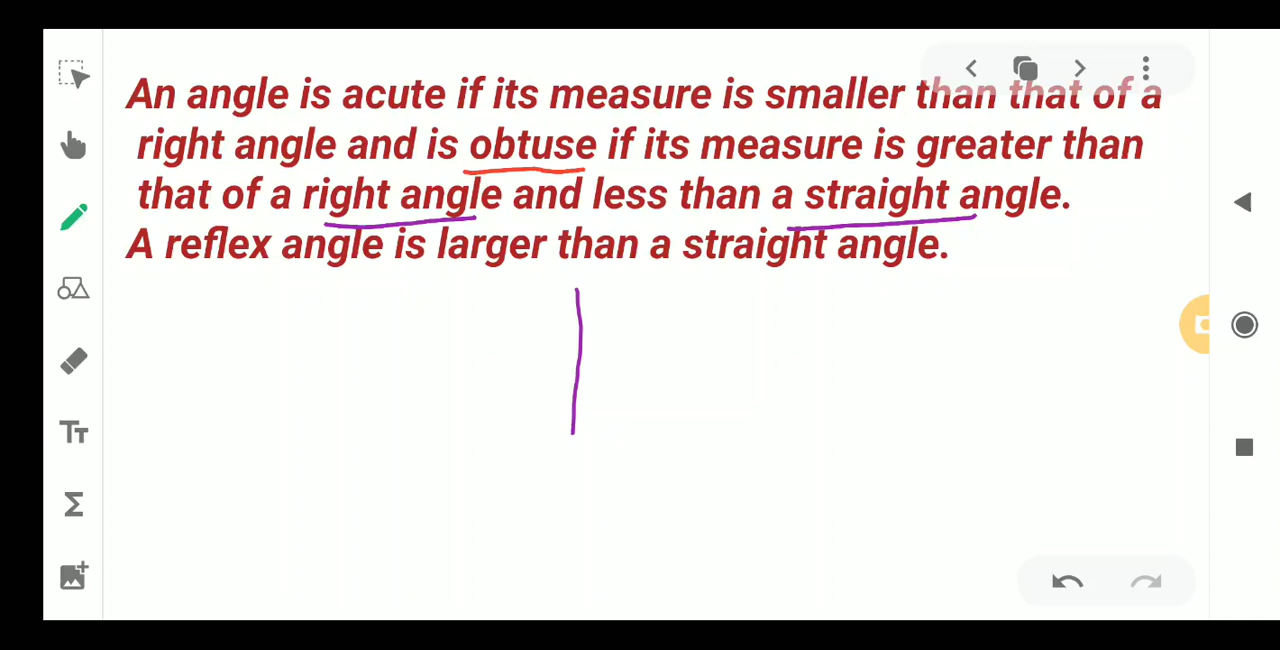 An angle is acute if its measure is smaller than that of a
right angle and is obtuse if its measure is greater than
that of a right angle and less than a straight angle.
A reflex angle is larger than a straight angle.
TT
Σ